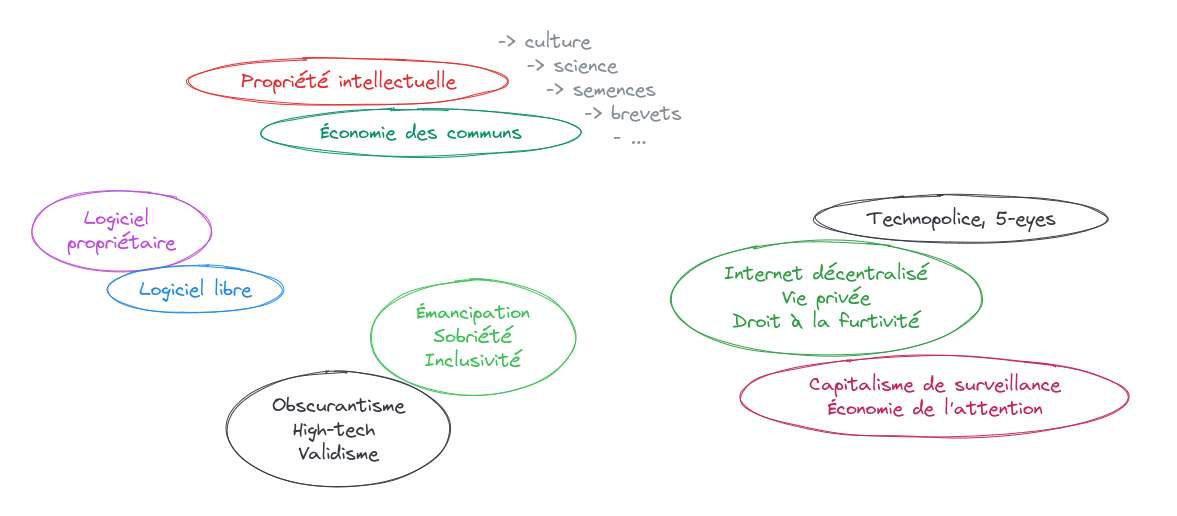 -> culture
-> science
-> semences
-> brevets
- ...
Propriété intellectuelle
Économie des communs
Logiciel
propriétaire
Logiciel libre
Technopolice, 5-eyes
Internet décentralisé
Vie privée
Droit à la furtivité
Émancipation
Sobriété
Inclusivité
Capitalisme de surveillance
Économie de l'attention
Obscurantisme
High-tech
Validisme